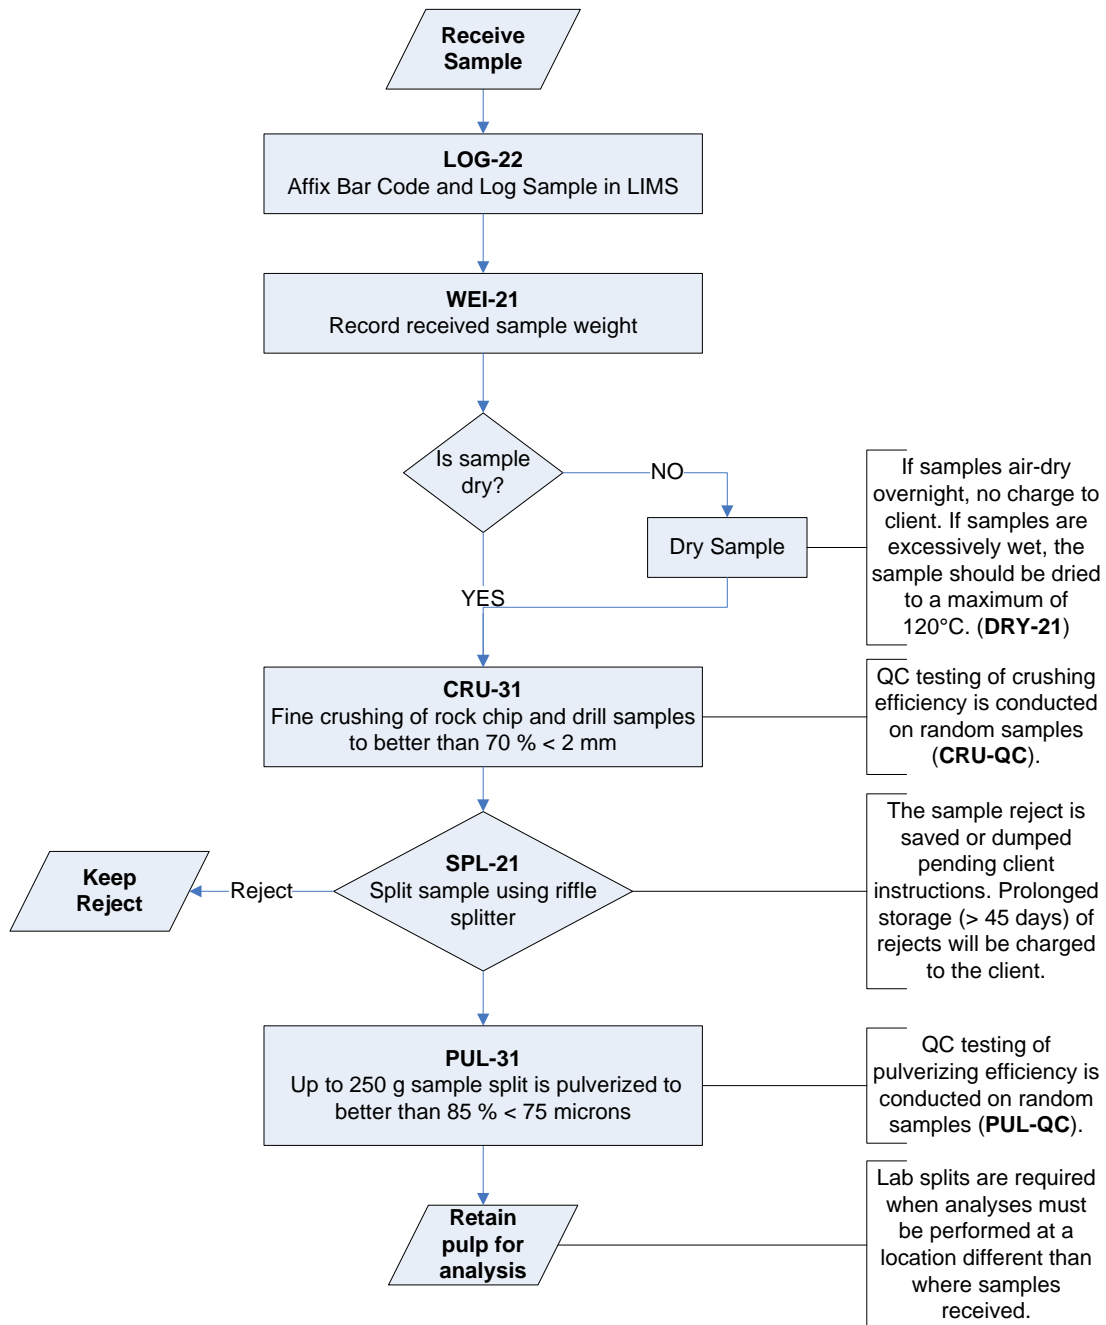 Receive
Sample
LOG-22
Affix Bar Code and Log Sample in LIMS
WEI-21
Record received sample weight
Is sample
dry?
NO
Dry Sample
If samples air-dry
overnight, no charge to
client. If samples are
excessively wet, the
sample should be dried
to a maximum of
120°C. (DRY-21)
YES
CRU-31
Fine crushing of rock chip and drill samples
to better than 70 % < 2 mm
QC testing of crushing
efficiency is conducted
on random samples
(CRU-QC).
SPL-21
Split sample using riffle
splitter
Reject
Keep
Reject
The sample reject is
saved or dumped
pending client
instructions. Prolonged
storage (> 45 days) of
rejects will be charged
to the client.
PUL-31
Up to 250 g sample split is pulverized to
better than 85 % < 75 microns
QC testing of
pulverizing efficiency is
conducted on random
samples (PUL-QC).
Retain
pulp for
analysis
Lab splits are required
when analyses must
be performed at a
location different than
where samples
received.